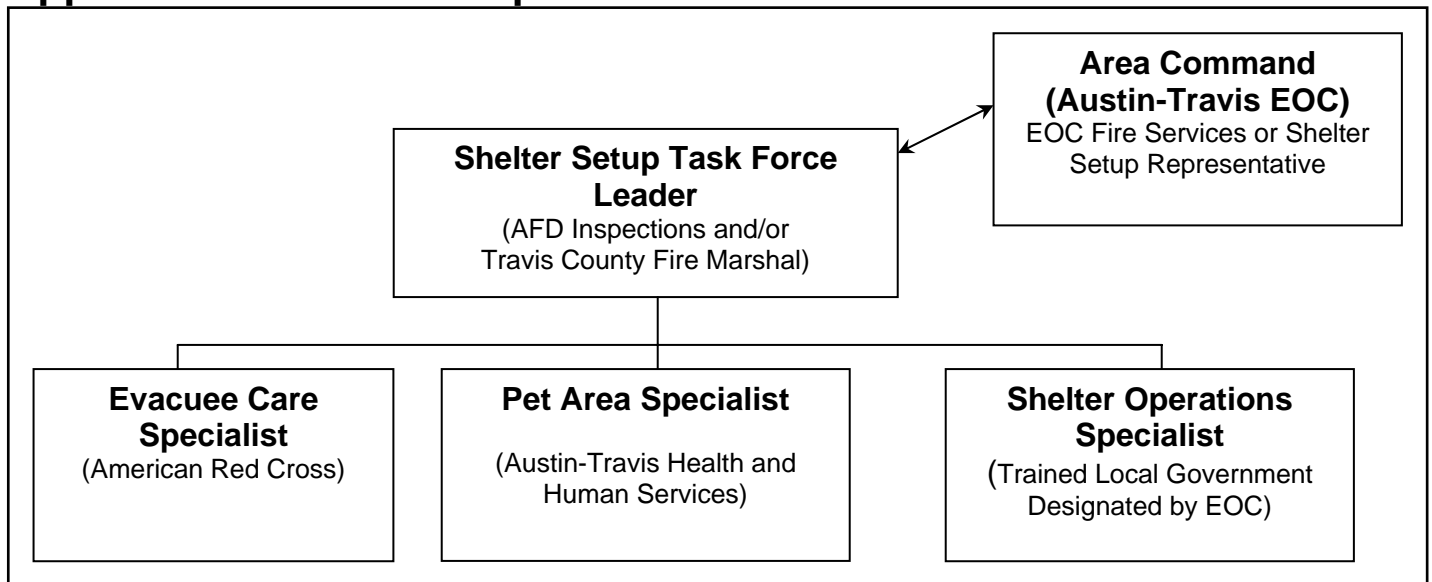 Area Command
(Austin-Travis EOC)
EOC Fire Services or Shelter
Setup Representative
Shelter Setup Task Force
Leader
(AFD Inspections and/or
Travis County Fire Marshal)
Evacuee Care
Specialist
(American Red Cross)
Pet Area Specialist
(Austin-Travis Health and
Human Services)
Shelter Operations
Specialist
(Trained Local Government
Designated by EOC)